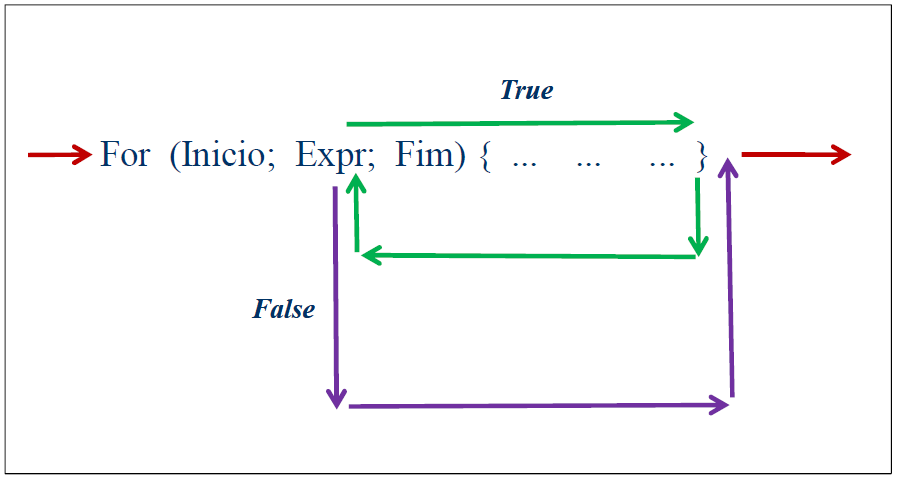 True
For (Inicio; Expr; Fim) { ... ... ... }
False